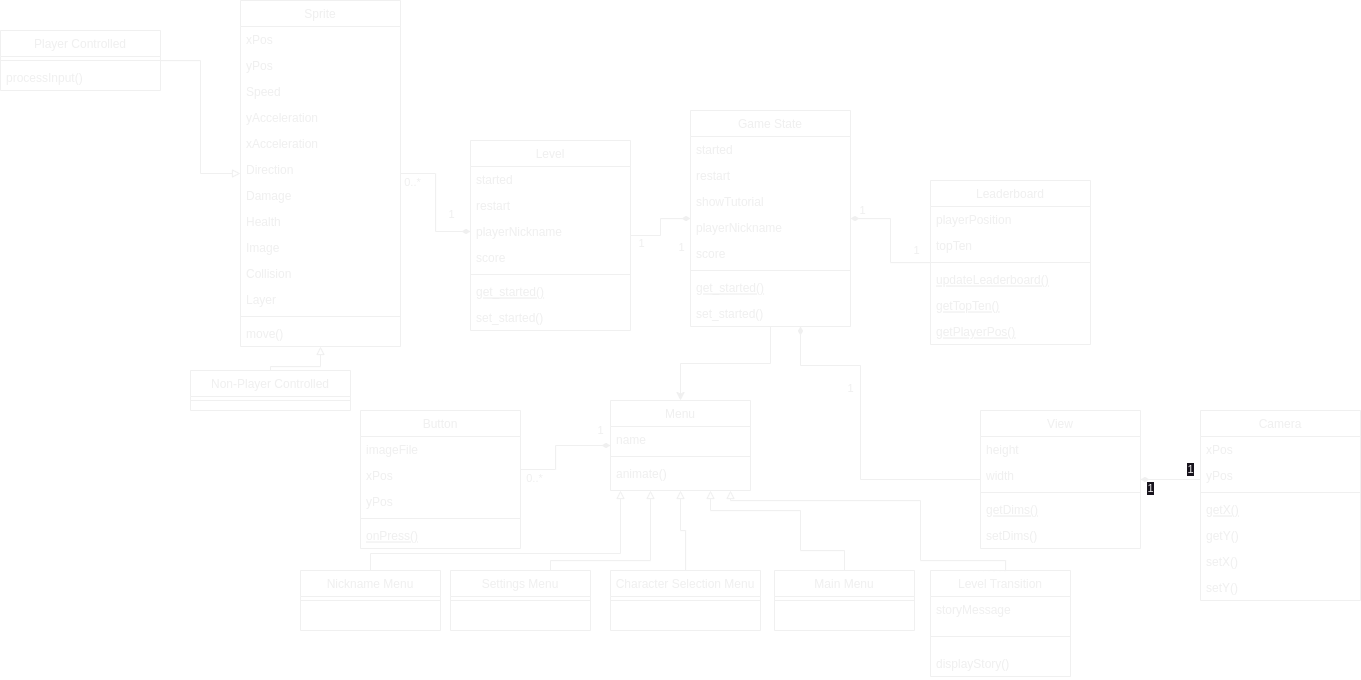 Player Controlled
processInput()
Sprite
xPos
yPos
Speed
yAcceleration
xAcceleration
Direction
Damage
Health
Image
Collision
Layer
move()
Non-Player Controlled
0..*
1
Level
started
restart
playerNickname
score
get_started()
set_started()
1
1
Game State
started
restart
showTutorial
playerNickname
score
get_started()
set_started()
1
1
Leaderboard
playerPosition
topTen
updateLeaderboard()
getTopTen()
getPlayerPos()
Button
imageFile
xPos
yPos
onPress()
0..*
1
Menu
name
animate()
1
View
height
width
getDims()
setDims()
1
1
Camera
xPos
yPos
getX()
getY()
setX()
setY()
Nickname Menu
Settings Menu
Character Selection Menu
Main Menu
Level Transition
storyMessage
displayStory()